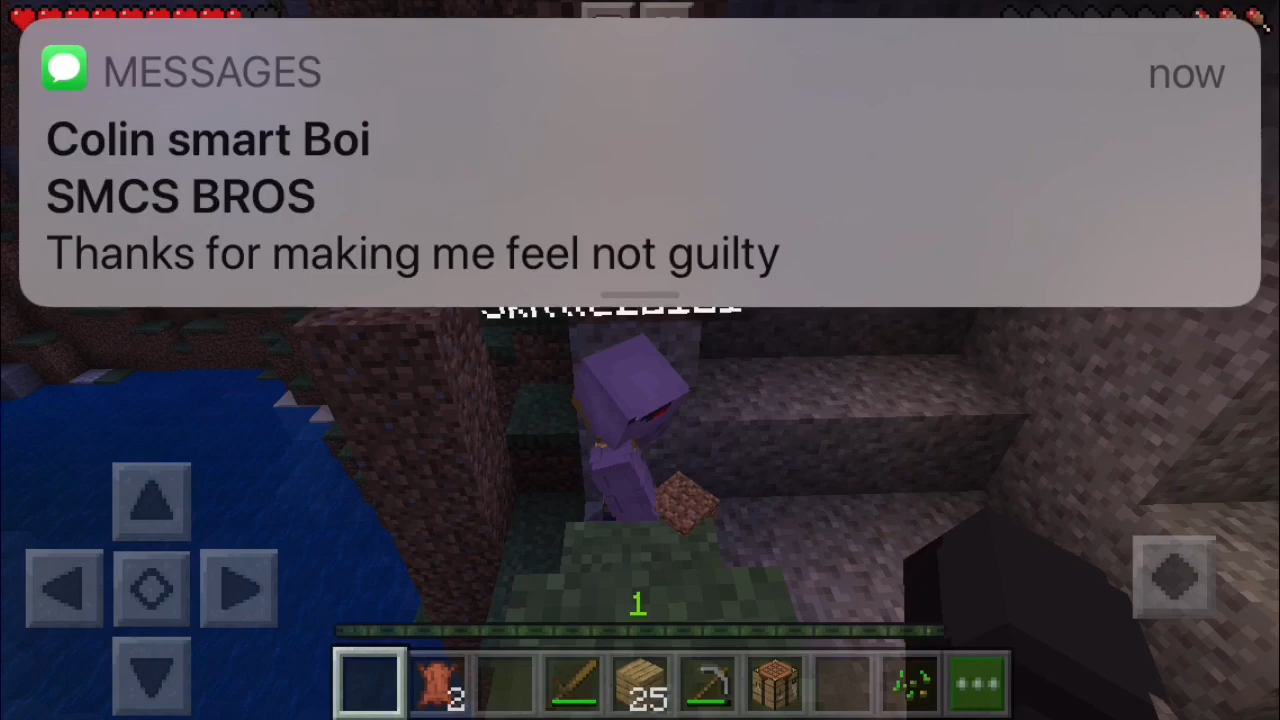 MESSAGES now
Colin smart Boi
SMCS BROS
Thanks for making me feel not guilty
1
2
25